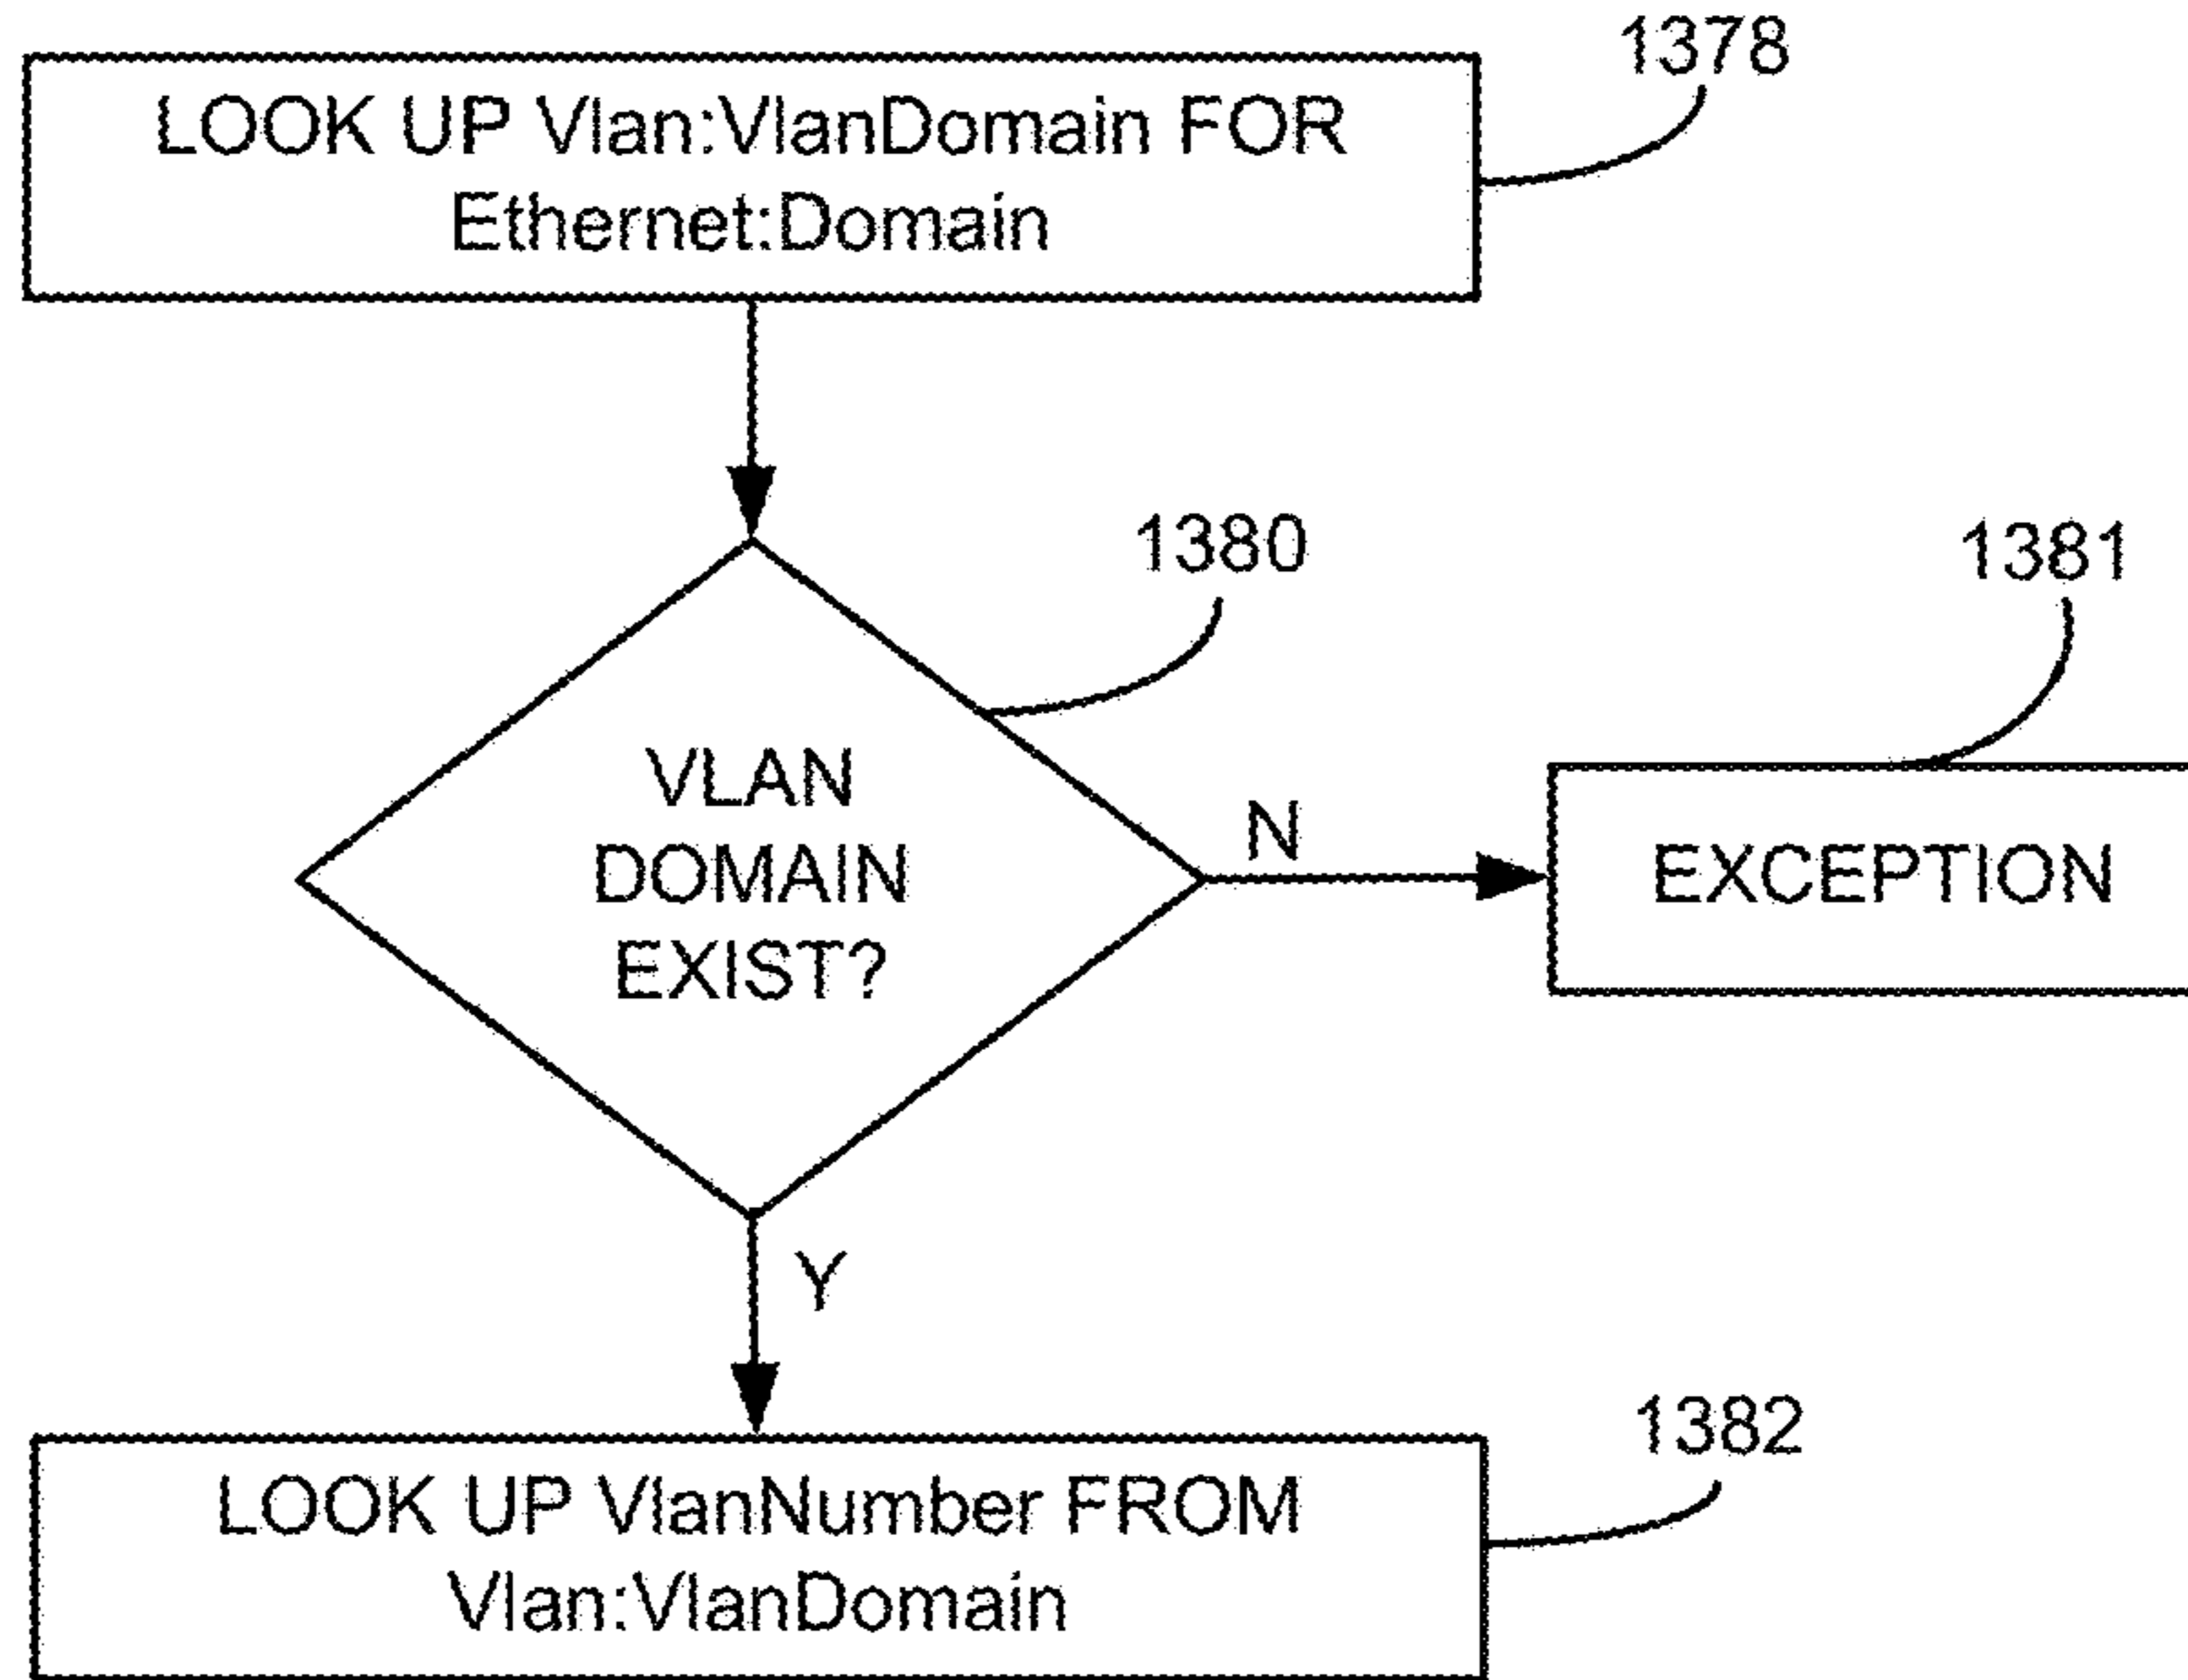 1378
LOOK UP Vlan:VlanDomain FOR
Ethernet:Domain
1380
1381
VLAN
DOMAIN
EXIST?
N
EXCEPTION
Y
1382
LOOK UP VlanNumber FROM
Vlan:VlanDomain